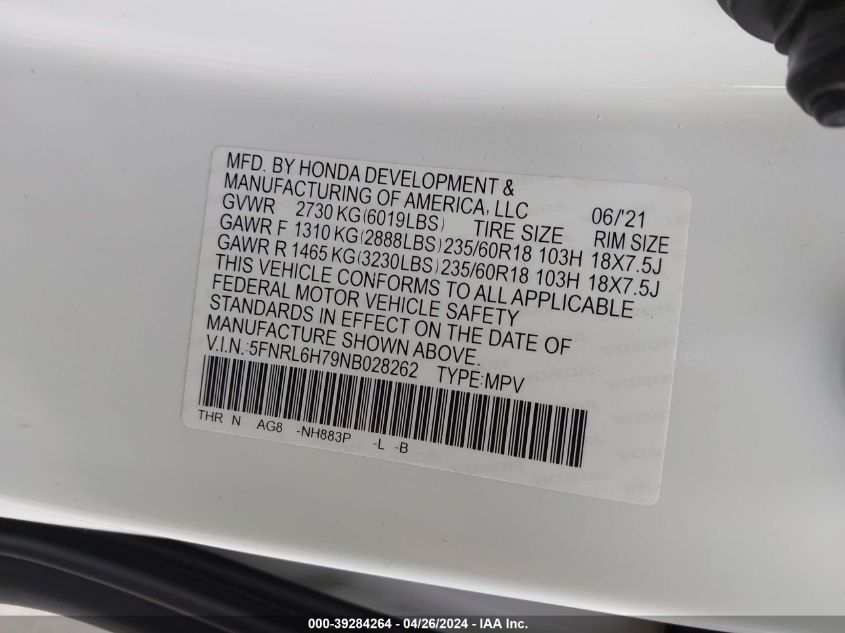 MFD. BY HONDA DEVELOPMENT &
MANUFACTURING OF AMERICA, LLC 06/'21
GVWR 2730 KG(6019LBS) TIRE SIZE RIM SIZE
GAWR F 1310 KG(2888LBS) 235/60R18 103H 18X7.5J
GAWR R 1465 KG(3230LBS) 235/60R18 103H 18X7.5J
THIS VEHICLE CONFORMS TO ALL APPLICABLE
FEDERAL MOTOR VEHICLE SAFETY
STANDARDS IN EFFECT ON THE DATE OF
MANUFACTURE SHOWN ABOVE.
V.I.N.:5FNRL6H79NB028262 TYPE:MPV
THR N AG8 -NH883P -L -B
000-39284264 - 04/26/2024 - IAA Inc.